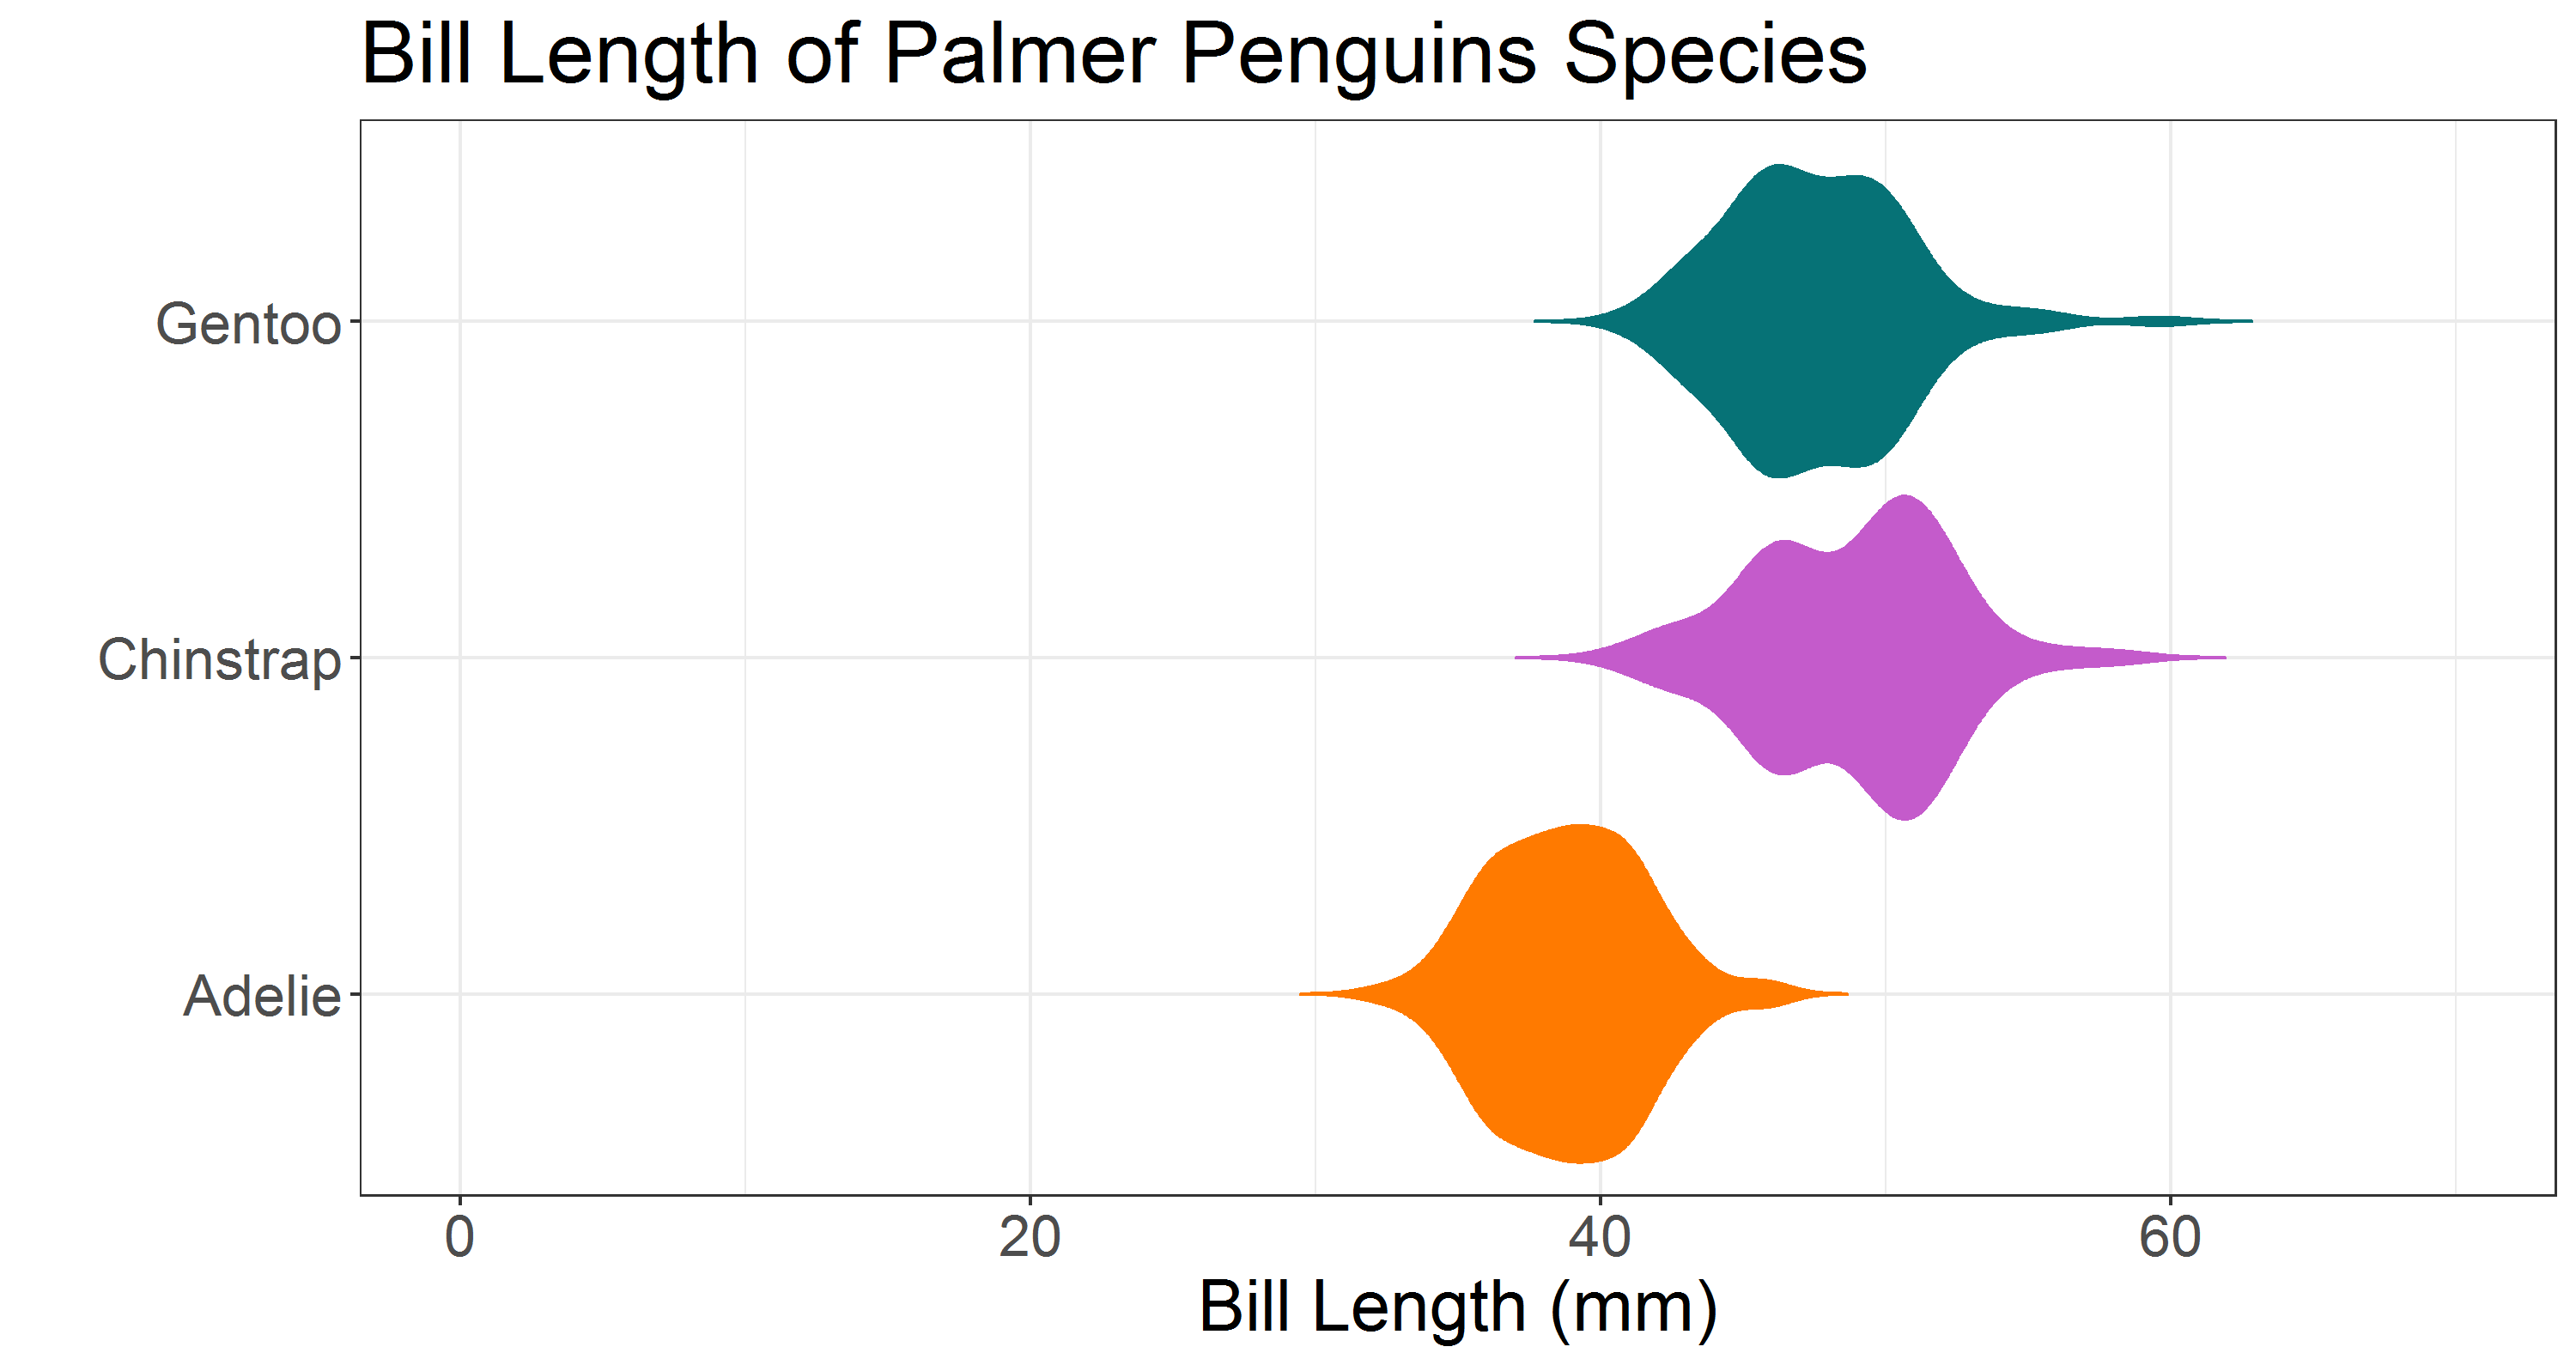 Bill Length of Palmer Penguins Species
Gentoo
Chinstrap
Adelie
0 20 40 60
Bill Length (mm)